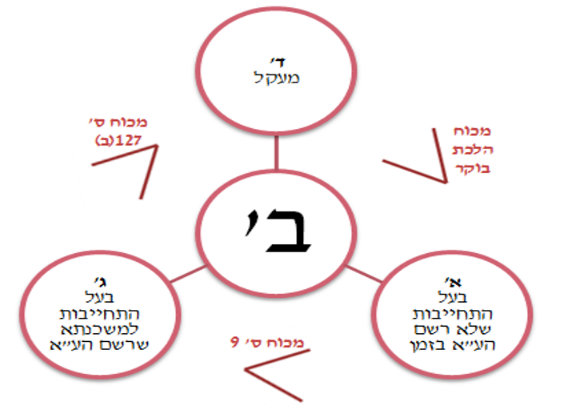 ד'
מעקל
מכוח ס'
127(ב)
מכוח
הלכת
בוקר
ב'
ג'
בעל
התחייבות
למשכנתא
שרשם הע"א
א'
בעל
התחייבות
שלא רשם
הע"א בזמן
מכוח ס' 9